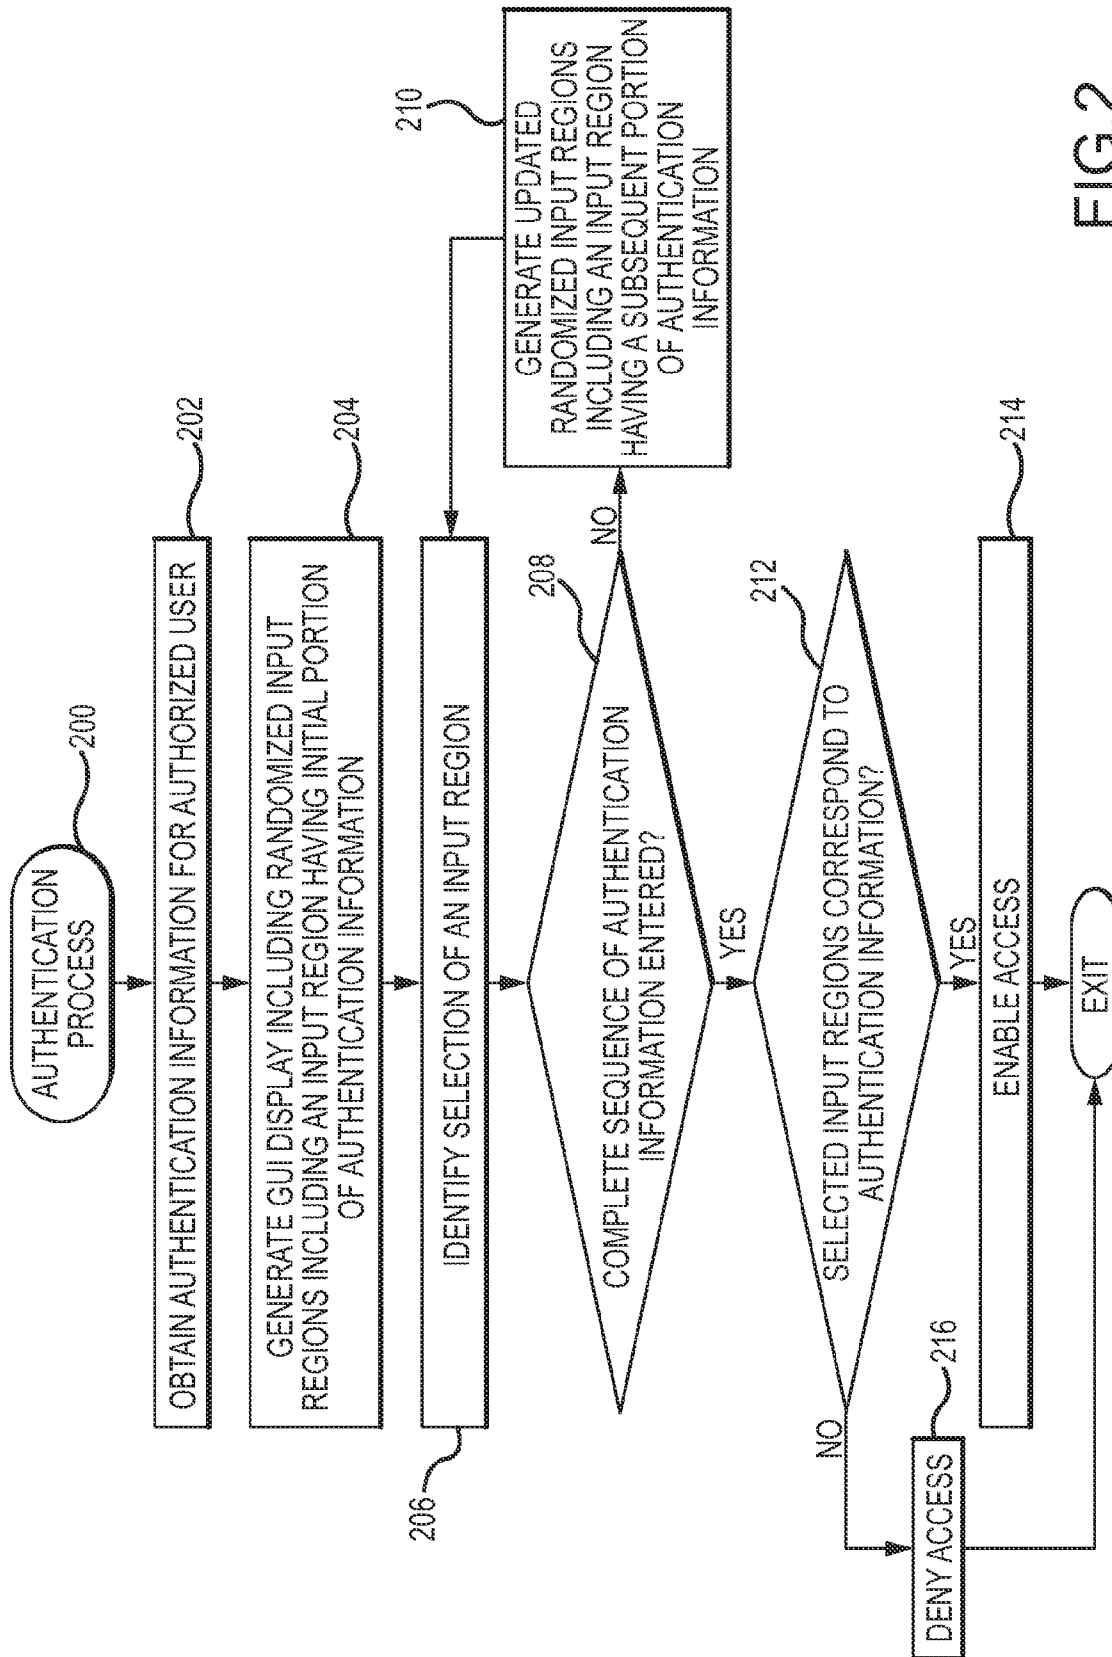 AUTHENTICATION
PROCESS
200
OBTAIN AUTHENTICATION INFORMATION FOR AUTHORIZED USER
202
GENERATE GUI DISPLAY INCLUDING RANDOMIZED INPUT
REGIONS INCLUDING AN INPUT REGION HAVING INITIAL PORTION
OF AUTHENTICATION INFORMATION
204
IDENTIFY SELECTION OF AN INPUT REGION
206
COMPLETE SEQUENCE OF AUTHENTICATION
INFORMATION ENTERED?
208
NO
GENERATE UPDATED
RANDOMIZED INPUT REGIONS
INCLUDING AN INPUT REGION
HAVING A SUBSEQUENT PORTION
OF AUTHENTICATION
INFORMATION
210
YES
SELECTED INPUT REGIONS CORRESPOND TO
AUTHENTICATION INFORMATION?
212
NO
DENY ACCESS
216
YES
ENABLE ACCESS
214
EXIT
FIG.2